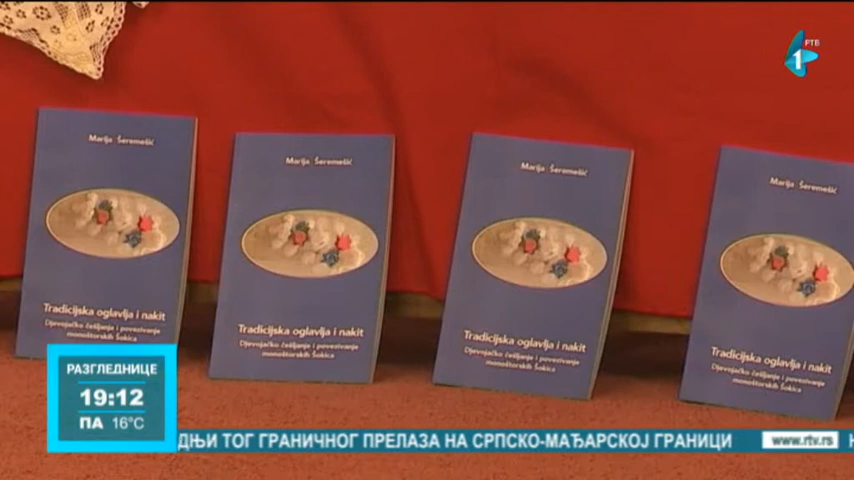 РТВ
1
Marija Šeremešić
Tradicijska oglavlja i nakit
Djevojačko češljanje i povezivanje
monoštorskih Šokica
Marija Šeremešić
Tradicijska oglavlja i nakit
Djevojačko češljanje i povezivanje
monoštorskih Šokica
Marija Šeremešić
Tradicijska oglavlja i nakit
Djevojačko češljanje i povezivanje
monoštorskih Šokica
Marija Šeremešić
Tradicijska oglavlja i nakit
Djevojačko češljanje i povezivanje
monoštorskih Šokica
РАЗГЛЕДНИЦЕ
19:12
ПА 16°C
ДЊИ ТОГ ГРАНИЧНОГ ПРЕЛАЗА НА СРПСКО-МАЂАРСКОЈ ГРАНИЦИ
www.rtv.rs